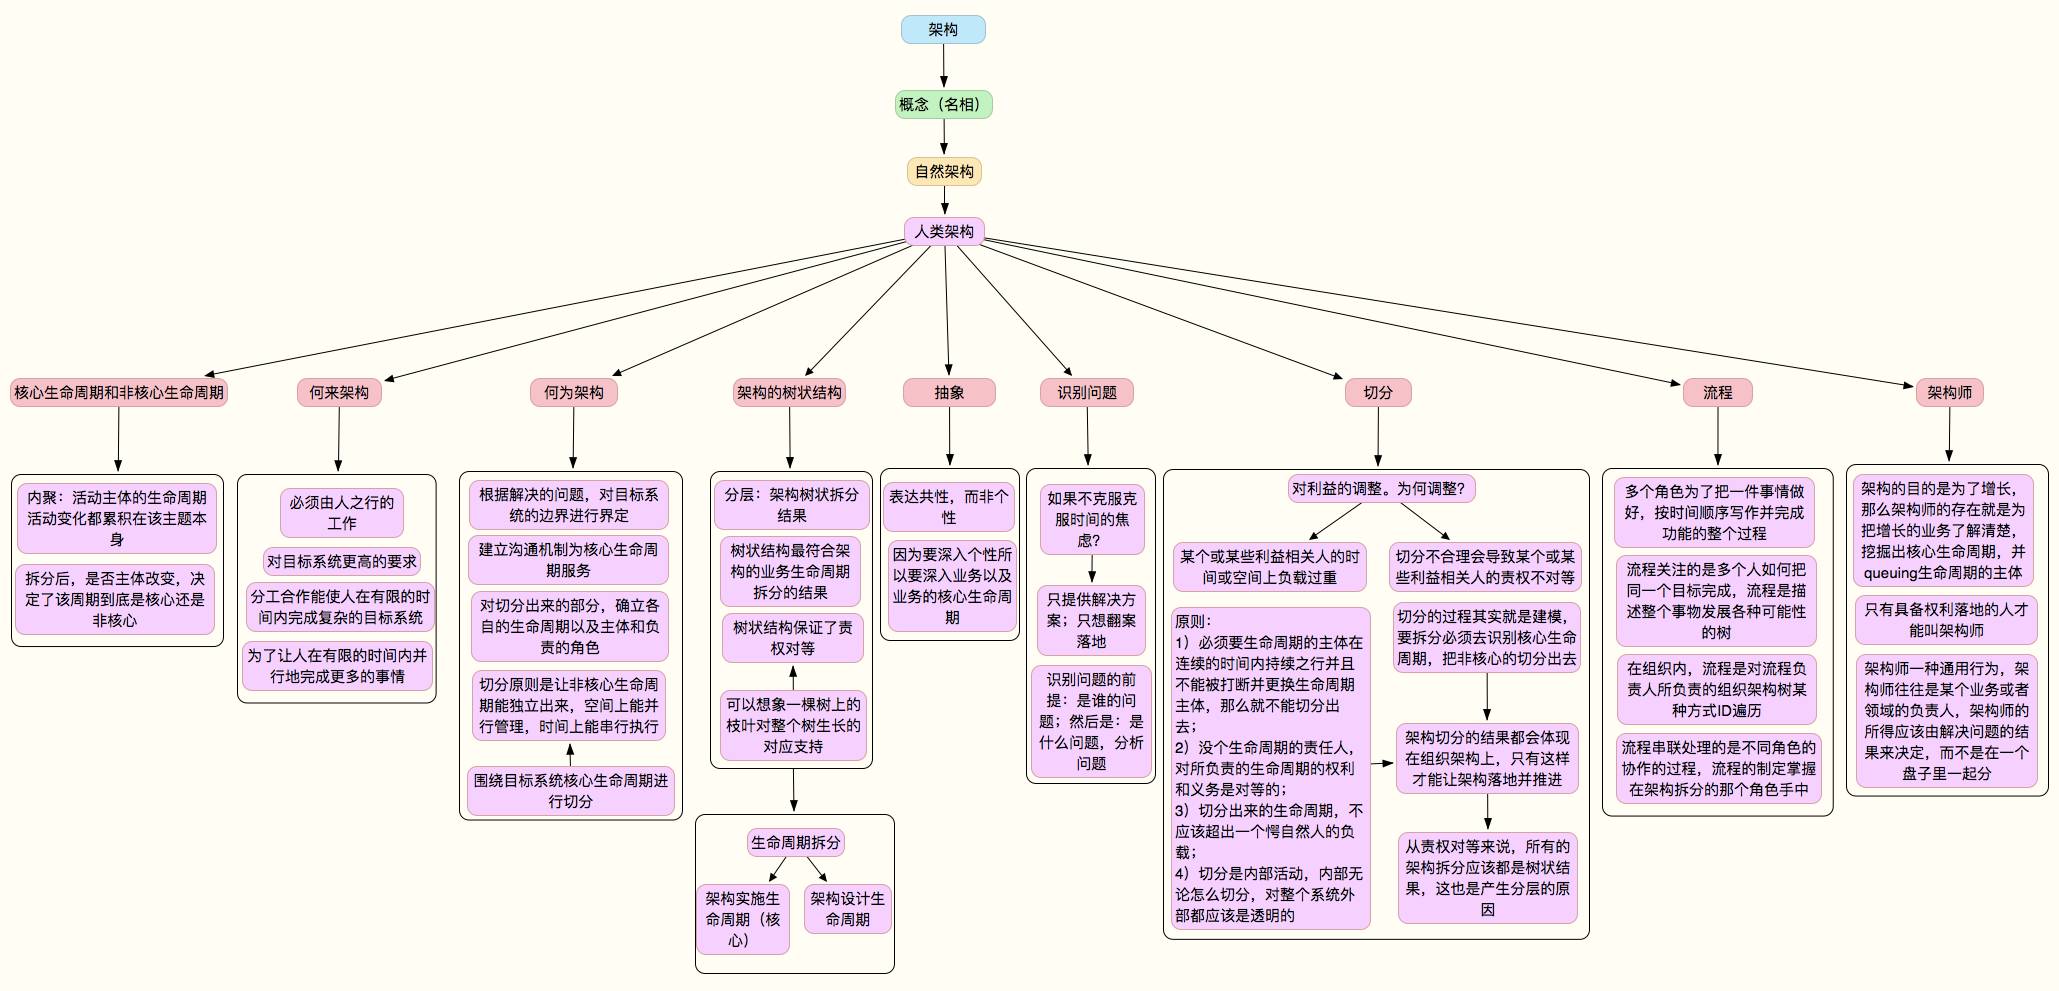 架构
概念（名相）
自然架构
人类架构
核心生命周期和非核心生命周期
何来架构
何为架构
架构的树状结构
抽象
识别问题
切分
流程
架构师
内聚：活动主体的生命周期
活动变化都累积在该主题本
身
拆分后，是否主体改变，决
定了该周期到底是核心还是
非核心
必须由人之行的
工作
对目标系统更高的要求
分工合作能使人在有限的时
间内完成复杂的目标系统
为了让人在有限的时间内并
行地完成更多的事情
根据解决的问题，对目标系
统的边界进行界定
建立沟通机制为核心生命周
期服务
对切分出来的部分，确立各
自的生命周期以及主体和负
责的角色
切分原则是让非核心生命周
期能独立出来，空间上能并
行管理，时间上能串行执行
围绕目标系统核心生命周期进
行切分
分层：架构树状拆分
结果
树状结构最符合架
构的业务生命周期
拆分的结果
树状结构保证了责
权对等
可以想象一棵树上的
枝叶对整个树生长的
对应支持
生命周期拆分
架构实施生
命周期（核
心）
架构设计生
命周期
表达共性，而非个
性
因为要深入个性所
以要深入业务以及
业务的核心生命周
期
如果不克服克
服时间的焦
虑？
只提供解决方
案；只想翻案
落地
识别问题的前
提：是谁的问
题；然后是：是
什么问题，分析
问题
对利益的调整。为何调整？
某个或某些利益相关人的时
间或空间上负载过重
切分不合理会导致某个或某
些利益相关人的责权不对等
原则：
1）必须要生命周期的主体在
连续的时间内持续之行并且
不能被打断并更换生命周期
主体，那么就不能切分出
去；
2）没个生命周期的责任人，
对所负责的生命周期的权利
和义务是对等的；
3）切分出来的生命周期，不
应该超出一个愕自然人的负
载；
4）切分是内部活动，内部无
论怎么切分，对整个系统外
部都应该是透明的
切分的过程其实就是建模，
要拆分必须去识别核心生命
周期，把非核心的切分出去
架构切分的结果都会体现
在组织架构上，只有这样
才能让架构落地并推进
从责权对等来说，所有的
架构拆分应该都是树状结
果，这也是产生分层的原
因
多个角色为了把一件事情做
好，按时间顺序写作并完成
功能的整个过程
流程关注的是多个人如何把
同一个目标完成，流程是描
述整个事物发展各种可能性
的树
在组织内，流程是对流程负
责人所负责的组织架构树某
种方式ID遍历
流程串联处理的是不同角色的
协作的过程，流程的制定掌握
在架构拆分的那个角色手中
架构的目的是为了增长，
那么架构师的存在就是为
把增长的业务了解清楚，
挖掘出核心生命周期，并
queuing生命周期的主体
只有具备权利落地的人才
能叫架构师
架构师一种通用行为，架
构师往往是某个业务或者
领域的负责人，架构师的
所得应该由解决问题的结
果来决定，而不是在一个
盘子里一起分